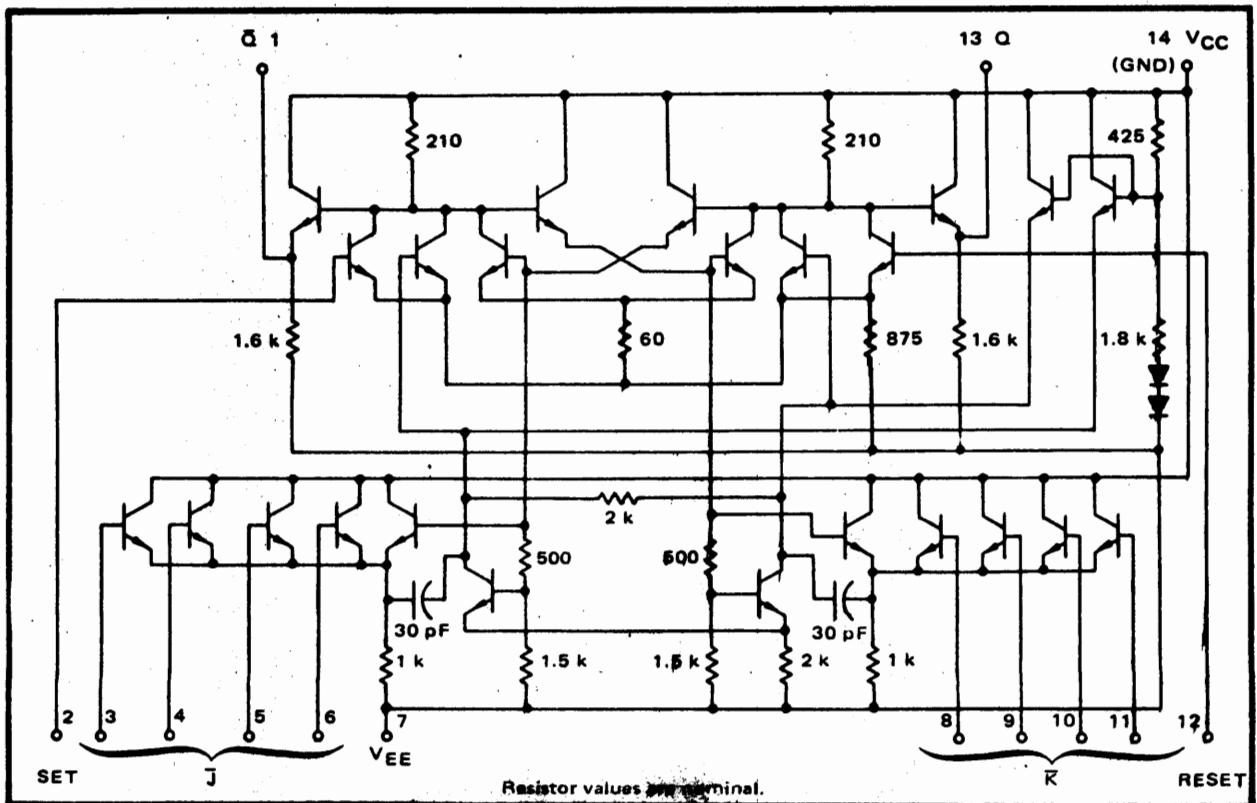 Q̄ 1
13 Q
14 VCC
(GND)
210
210
425
1.6 k
60
875
1.6 k
1.8 k
2 k
500
500
30 pF
30 pF
1 k
1.5 k
1.5 k
2 k
1 k
2
3
4
5
6
7
8
9
10
11
12
SET
J̄
VEE
K̄
RESET
Resistor values are nominal.